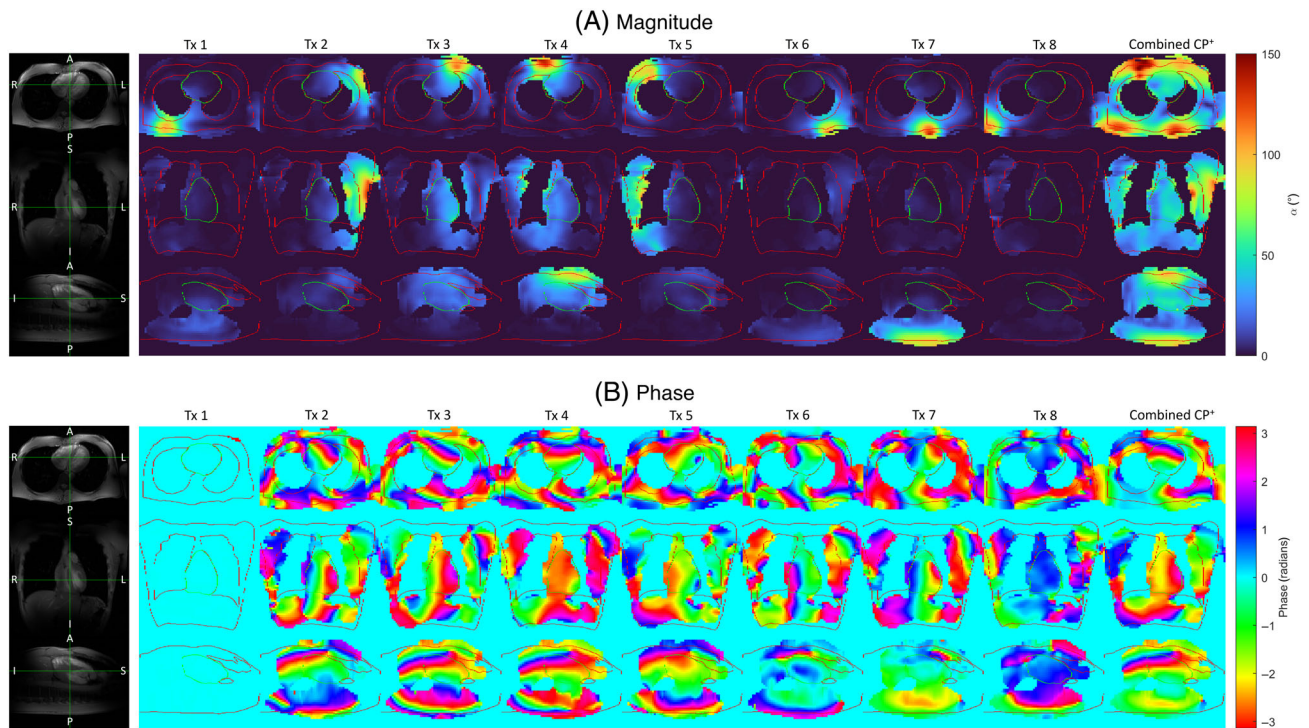 (A) Magnitude
Tx 1 Tx 2 Tx 3 Tx 4 Tx 5 Tx 6 Tx 7 Tx 8 Combined CP⁺
A
R L
P
S
R L
I
A
I S
P
150
100
50
0
α (°)
(B) Phase
Tx 1 Tx 2 Tx 3 Tx 4 Tx 5 Tx 6 Tx 7 Tx 8 Combined CP⁺
A
R L
P
S
R L
I
A
I S
P
3
2
1
0
−1
−2
−3
Phase (radians)